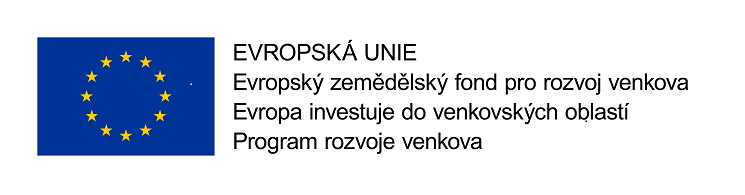 EVROPSKÁ UNIE
Evropský zemědělský fond pro rozvoj venkova
Evropa investuje do venkovských oblastí
Program rozvoje venkova